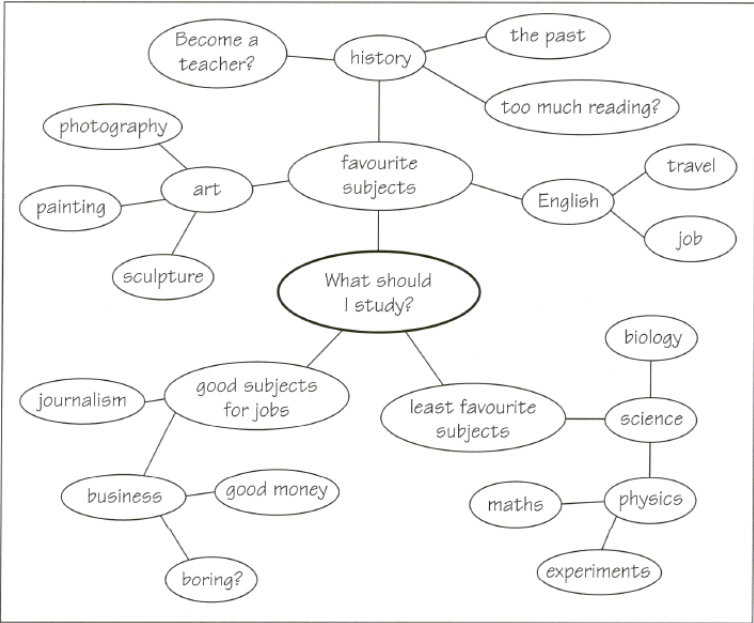 Become a
teacher?
history
the past
too much reading?
photography
art
painting
sculpture
favourite
subjects
English
travel
job
What should
I study?
good subjects
for jobs
journalism
business
good money
boring?
least favourite
subjects
biology
science
maths
physics
experiments